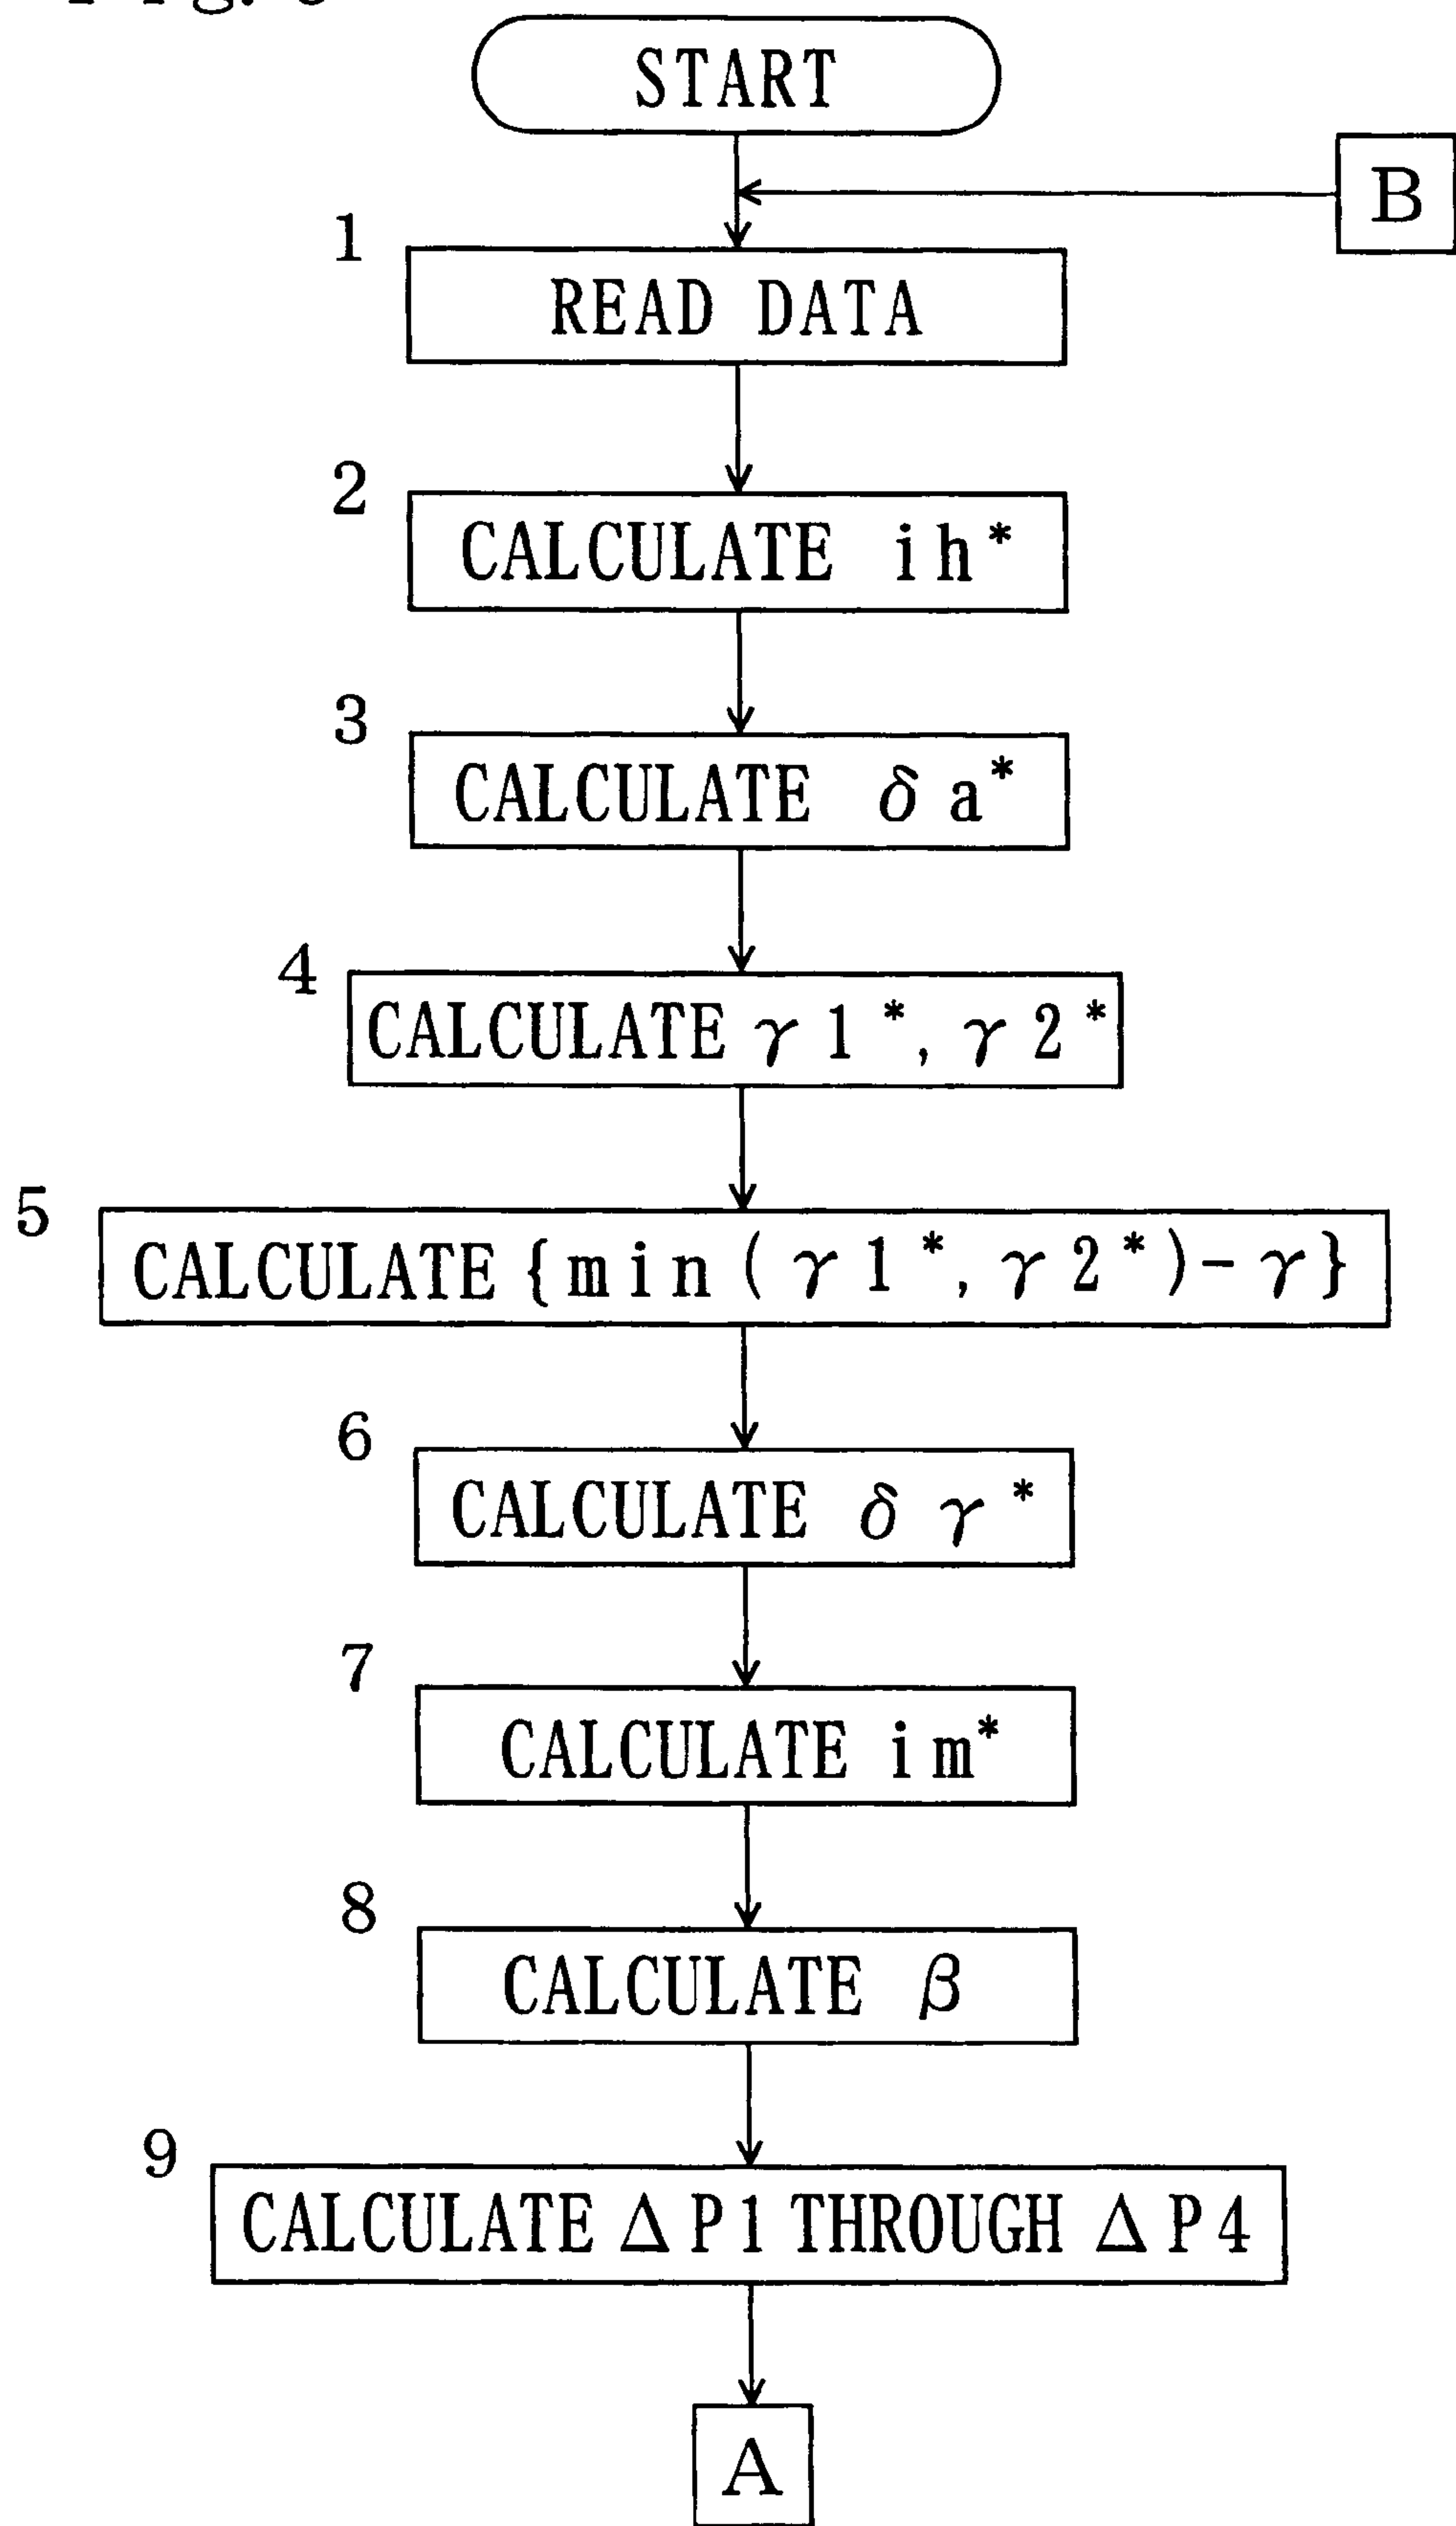 START
B
1
READ DATA
2
CALCULATE ih*
3
CALCULATE δa*
4
CALCULATE γ1*, γ2*
5
CALCULATE {min(γ1*, γ2*)-γ}
6
CALCULATE δγ*
7
CALCULATE im*
8
CALCULATE β
9
CALCULATE ΔP1 THROUGH ΔP4
A